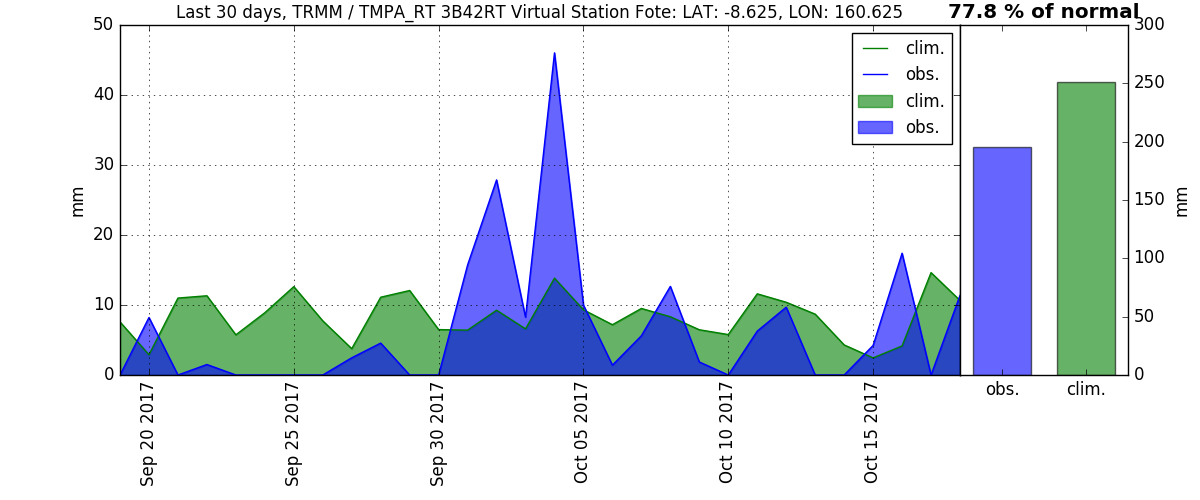 Last 30 days, TRMM / TMPA_RT 3B42RT Virtual Station Fote: LAT: -8.625, LON: 160.625
77.8 % of normal
50
40
30
20
10
0
mm
clim.
obs.
clim.
obs.
Sep 20 2017
Sep 25 2017
Sep 30 2017
Oct 05 2017
Oct 10 2017
Oct 15 2017
300
250
200
150
100
50
0
mm
obs.
clim.